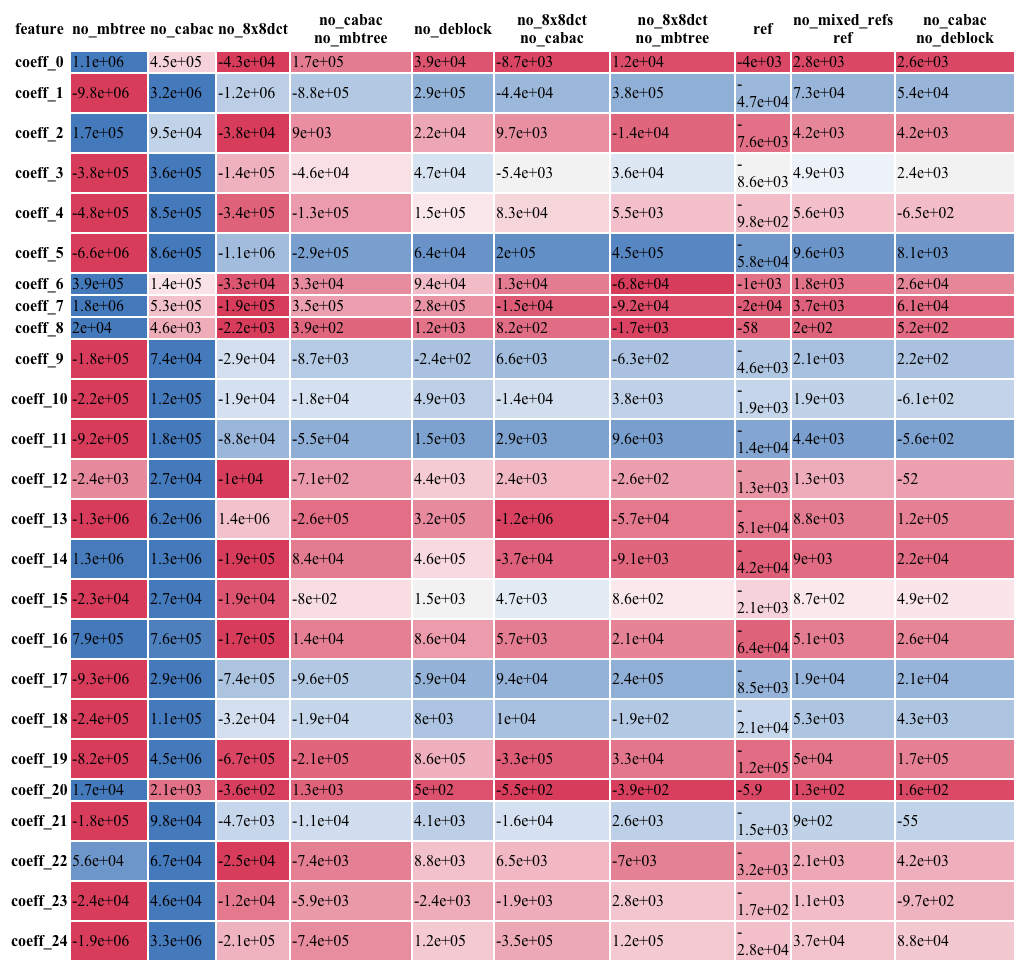 feature no_mbtree no_cabac no_8x8dct no_cabac no_mbtree no_deblock no_8x8dct no_cabac no_8x8dct no_mbtree ref no_mixed_refs ref no_cabac no_deblock
coeff_0 1.1e+06 4.5e+05 -4.3e+04 1.7e+05 3.9e+04 -8.7e+03 1.2e+04 -4e+03 2.8e+03 2.6e+03
coeff_1 -9.8e+06 3.2e+06 -1.2e+06 -8.8e+05 2.9e+05 -4.4e+04 3.8e+05 -4.7e+04 7.3e+04 5.4e+04
coeff_2 1.7e+05 9.5e+04 -3.8e+04 9e+03 2.2e+04 9.7e+03 -1.4e+04 -7.6e+03 4.2e+03 4.2e+03
coeff_3 -3.8e+05 3.6e+05 -1.4e+05 -4.6e+04 4.7e+04 -5.4e+03 3.6e+04 -8.6e+03 4.9e+03 2.4e+03
coeff_4 -4.8e+05 8.5e+05 -3.4e+05 -1.3e+05 1.5e+05 8.3e+04 5.5e+03 -9.8e+02 5.6e+03 -6.5e+02
coeff_5 -6.6e+06 8.6e+05 -1.1e+06 -2.9e+05 6.4e+04 2e+05 4.5e+05 -5.8e+04 9.6e+03 8.1e+03
coeff_6 3.9e+05 1.4e+05 -3.3e+04 3.3e+04 9.4e+04 1.3e+04 -6.8e+04 -1e+03 1.8e+03 2.6e+04
coeff_7 1.8e+06 5.3e+05 -1.9e+05 3.5e+05 2.8e+05 -1.5e+04 -9.2e+04 -2e+04 3.7e+03 6.1e+04
coeff_8 2e+04 4.6e+03 -2.2e+03 3.9e+02 1.2e+03 8.2e+02 -1.7e+03 -58 2e+02 5.2e+02
coeff_9 -1.8e+05 7.4e+04 -2.9e+04 -8.7e+03 -2.4e+02 6.6e+03 -6.3e+02 -4.6e+03 2.1e+03 2.2e+02
coeff_10 -2.2e+05 1.2e+05 -1.9e+04 -1.8e+04 4.9e+03 -1.4e+04 3.8e+03 -1.9e+03 1.9e+03 -6.1e+02
coeff_11 -9.2e+05 1.8e+05 -8.8e+04 -5.5e+04 1.5e+03 2.9e+03 9.6e+03 -1.4e+04 4.4e+03 -5.6e+02
coeff_12 -2.4e+03 2.7e+04 -1e+04 -7.1e+02 4.4e+03 2.4e+03 -2.6e+02 -1.3e+03 1.3e+03 -52
coeff_13 -1.3e+06 6.2e+06 1.4e+06 -2.6e+05 3.2e+05 -1.2e+06 -5.7e+04 -5.1e+04 8.8e+03 1.2e+05
coeff_14 1.3e+06 1.3e+06 -1.9e+05 8.4e+04 4.6e+05 -3.7e+04 -9.1e+03 -4.2e+04 9e+03 2.2e+04
coeff_15 -2.3e+04 2.7e+04 -1.9e+04 -8e+02 1.5e+03 4.7e+03 8.6e+02 -2.1e+03 8.7e+02 4.9e+02
coeff_16 7.9e+05 7.6e+05 -1.7e+05 1.4e+04 8.6e+04 5.7e+03 2.1e+04 -6.4e+04 5.1e+03 2.6e+04
coeff_17 -9.3e+06 2.9e+06 -7.4e+05 -9.6e+05 5.9e+04 9.4e+04 2.4e+05 -8.5e+03 1.9e+04 2.1e+04
coeff_18 -2.4e+05 1.1e+05 -3.2e+04 -1.9e+04 8e+03 1e+04 -1.9e+02 -2.1e+04 5.3e+03 4.3e+03
coeff_19 -8.2e+05 4.5e+06 -6.7e+05 -2.1e+05 8.6e+05 -3.3e+05 3.3e+04 -1.2e+05 5e+04 1.7e+05
coeff_20 1.7e+04 2.1e+03 -3.6e+02 1.3e+03 5e+02 -5.5e+02 -3.9e+02 -5.9 1.3e+02 1.6e+02
coeff_21 -1.8e+05 9.8e+04 -4.7e+03 -1.1e+04 4.1e+03 -1.6e+04 2.6e+03 -1.5e+03 9e+02 -55
coeff_22 5.6e+04 6.7e+04 -2.5e+04 -7.4e+03 8.8e+03 6.5e+03 -7e+03 -3.2e+03 2.1e+03 4.2e+03
coeff_23 -2.4e+04 4.6e+04 -1.2e+04 -5.9e+03 -2.4e+03 -1.9e+03 2.8e+03 -1.7e+02 1.1e+03 -9.7e+02
coeff_24 -1.9e+06 3.3e+06 -2.1e+05 -7.4e+05 1.2e+05 -3.5e+05 1.2e+05 -2.8e+04 3.7e+04 8.8e+04